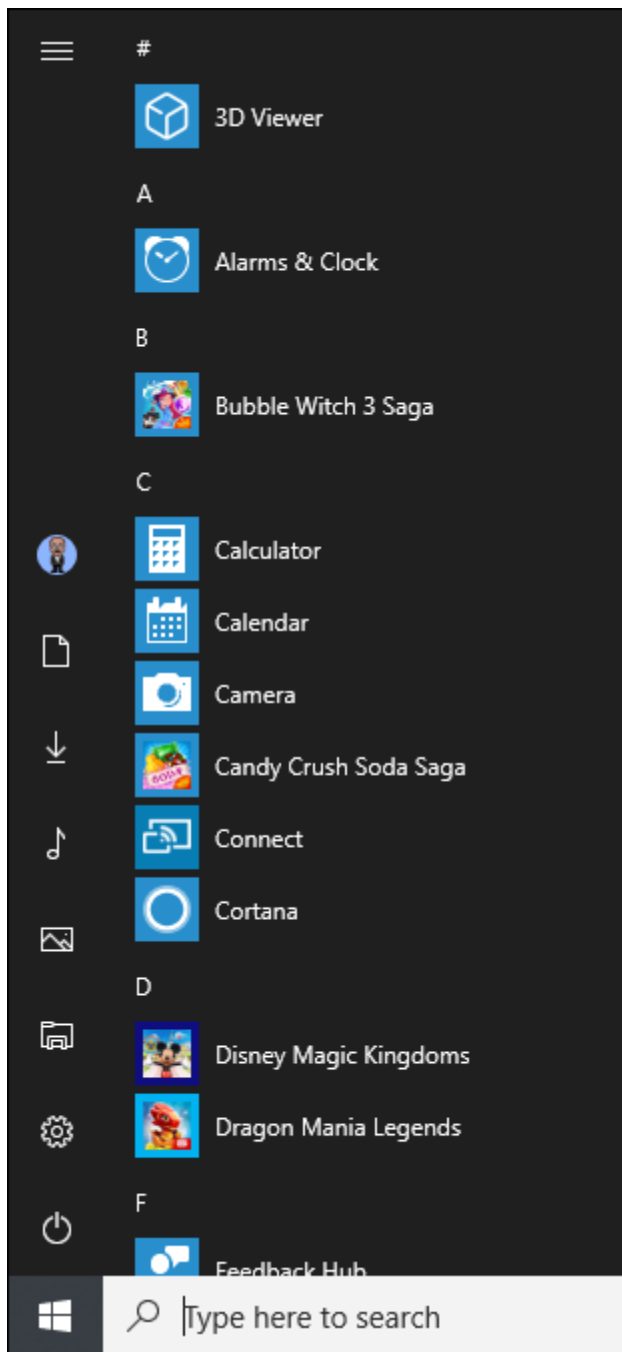 #
3D Viewer
A
Alarms & Clock
B
Bubble Witch 3 Saga
C
Calculator
Calendar
Camera
Candy Crush Soda Saga
Connect
Cortana
D
Disney Magic Kingdoms
Dragon Mania Legends
F
Feedback Hub
Type here to search